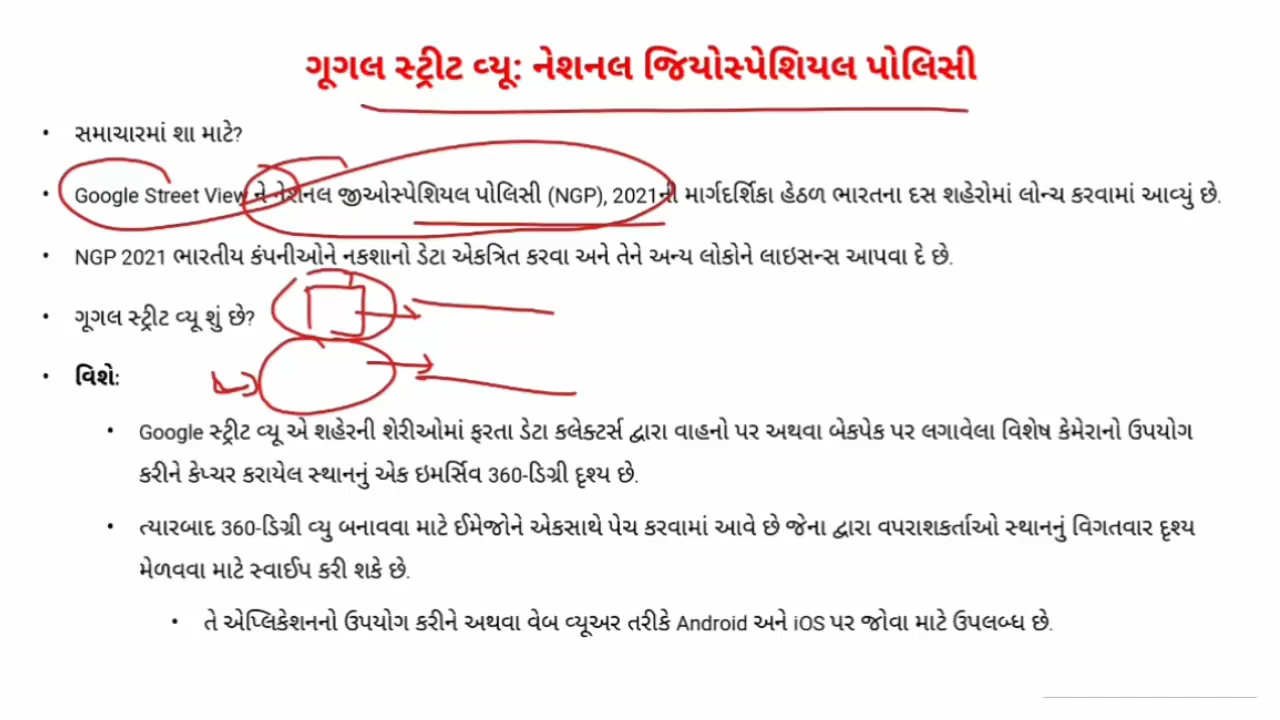 ગૂગલ સ્ટ્રીટ વ્યૂ: નેશનલ જિયોસ્પેશિયલ પોલિસી
• સમાચારમાં શા માટે?
• Google Street View ને નેશનલ જીઓસ્પેશિયલ પોલિસી (NGP), 2021ની માર્ગદર્શિકા હેઠળ ભારતના દસ શહેરોમાં લોન્ચ કરવામાં આવ્યું છે.
• NGP 2021 ભારતીય કંપનીઓને નકશાનો ડેટા એકત્રિત કરવા અને તેને અન્ય લોકોને લાઇસન્સ આપવા દે છે.
• ગૂગલ સ્ટ્રીટ વ્યૂ શું છે?
• વિશે:
• Google સ્ટ્રીટ વ્યૂ એ શહેરની શેરીઓમાં ફરતા ડેટા કલેક્ટર્સ દ્વારા વાહનો પર અથવા બેકપેક પર લગાવેલા વિશેષ કેમેરાનો ઉપયોગ
કરીને કેપ્ચર કરાયેલ સ્થાનનું એક ઇમર્સિવ 360-ડિગ્રી દૃશ્ય છે.
• ત્યારબાદ 360-ડિગ્રી વ્યુ બનાવવા માટે ઈમેજોને એકસાથે પેચ કરવામાં આવે છે જેના દ્વારા વપરાશકર્તાઓ સ્થાનનું વિગતવાર દૃશ્ય
મેળવવા માટે સ્વાઈપ કરી શકે છે.
• તે એપ્લિકેશનનો ઉપયોગ કરીને અથવા વેબ વ્યૂઅર તરીકે Android અને iOS પર જોવા માટે ઉપલબ્ધ છે.